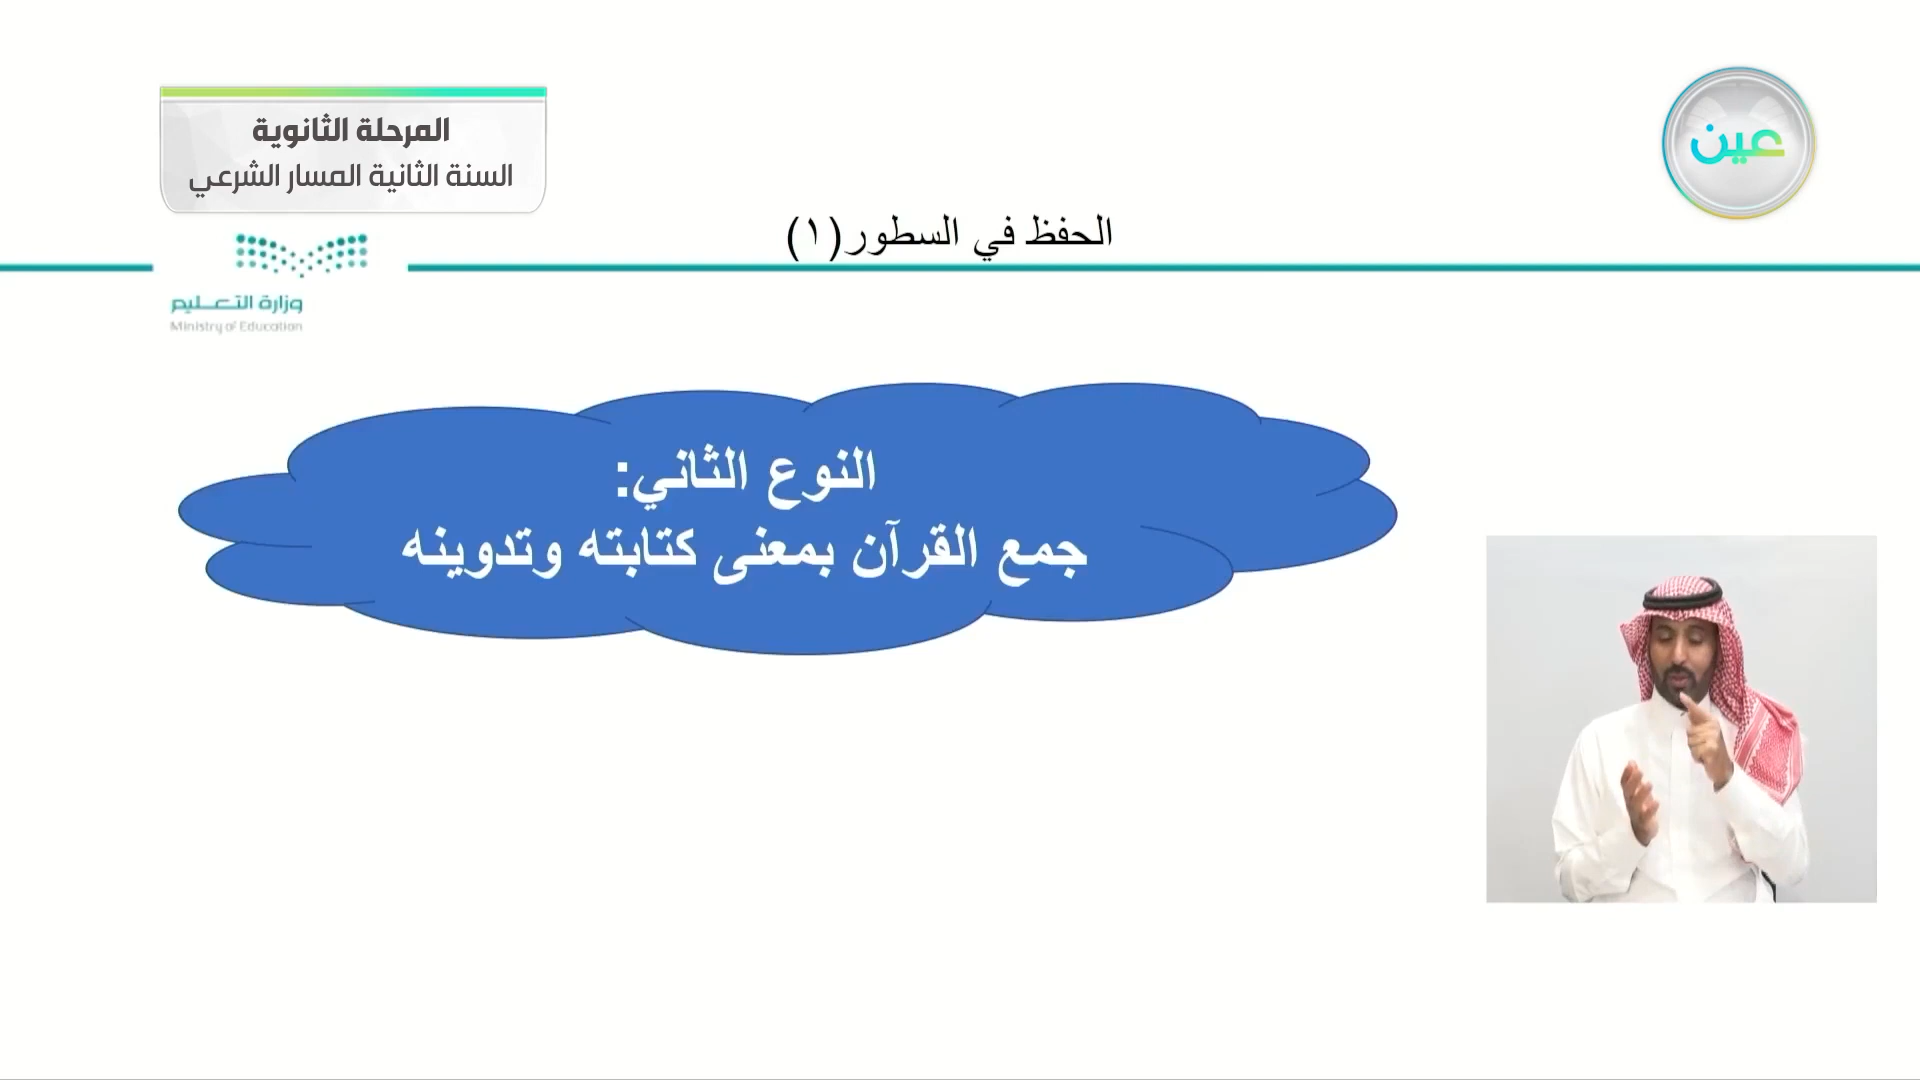 المرحلة الثانوية
السنة الثانية المسار الشرعي
عين
الحفظ في السطور(١)
وزارة التعليم
Ministry of Education
النوع الثاني:
جمع القرآن بمعنى كتابته وتدوينه